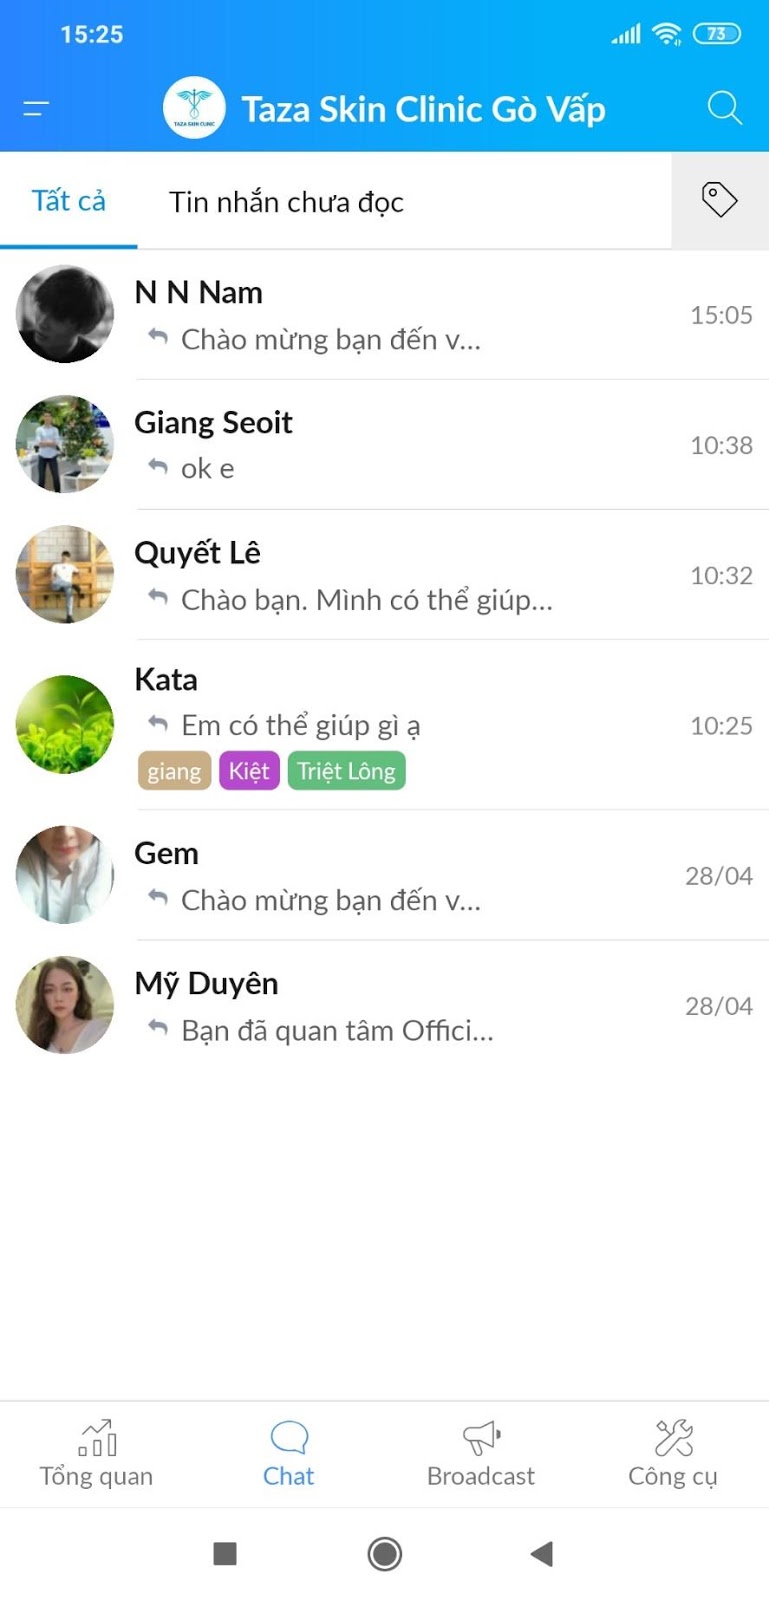 15:25
73
TAZA SKIN CLINIC
Taza Skin Clinic Gò Vấp
Tất cả
Tin nhắn chưa đọc
N N Nam
Chào mừng bạn đến v...
15:05
Giang Seoit
ok e
10:38
Quyết Lê
Chào bạn. Mình có thể giúp...
10:32
Kata
Em có thể giúp gì ạ
10:25
giang Kiệt Triệt Lông
Gem
Chào mừng bạn đến v...
28/04
Mỹ Duyên
Bạn đã quan tâm Offici...
28/04
Tổng quan
Chat
Broadcast
Công cụ